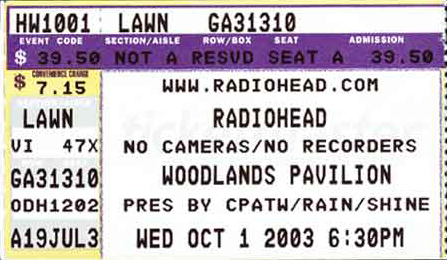 HW1001 LAWN GA31310
EVENT CODE SECTION/AISLE ROW/BOX SEAT ADMISSION
$ 39.50 NOT A RESVD SEAT A 39.50
CONVENIENCE CHARGE
$ 7.15
WWW.RADIOHEAD.COM
SECTION/AISLE
LAWN
RADIOHEAD
VI 47X
NO CAMERAS/NO RECORDERS
GA31310
WOODLANDS PAVILION
ODH1202
PRES BY CPATW/RAIN/SHINE
A19JUL3
WED OCT 1 2003 6:30PM